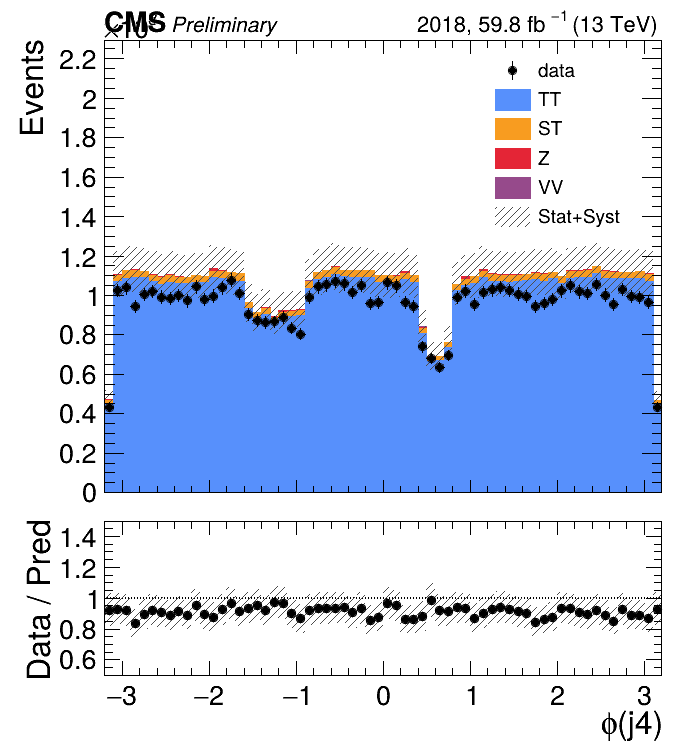 CMS Preliminary 2018, 59.8 fb⁻¹ (13 TeV)
Events
2.2
2
1.8
1.6
1.4
1.2
1
0.8
0.6
0.4
0.2
0
data
TT
ST
Z
VV
Stat+Syst
Data / Pred
1.4
1.2
1
0.8
0.6
−3 −2 −1 0 1 2 3
ϕ(j4)